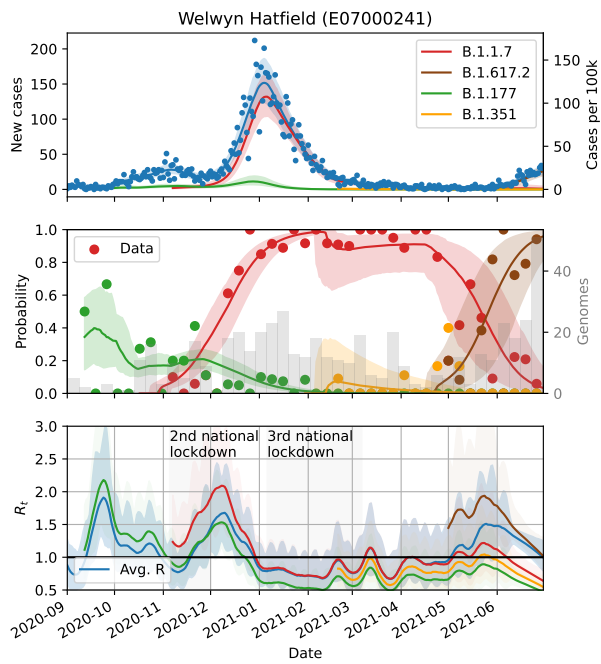 Welwyn Hatfield (E07000241)
New cases
200
150
100
50
0
B.1.1.7
B.1.617.2
B.1.177
B.1.351
150
100
50
0
Cases per 100k
Probability
1.0
0.8
0.6
0.4
0.2
0.0
Data
40
20
0
Genomes
Rt
3.0
2.5
2.0
1.5
1.0
0.5
2nd national
lockdown
3rd national
lockdown
Avg. R
2020-09
2020-10
2020-11
2020-12
2021-01
2021-02
2021-03
2021-04
2021-05
2021-06
Date